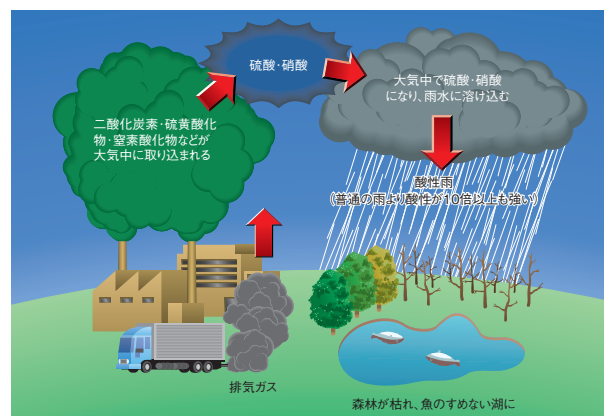 硫酸・硝酸
大気中で硫酸・硝酸
になり、雨水に溶け込む
二酸化炭素・硫黄酸化
物・窒素酸化物などが
大気中に取り込まれる
酸性雨
(普通の雨より酸性が10倍以上も強い)
排気ガス
森林が枯れ、魚のすめない湖に